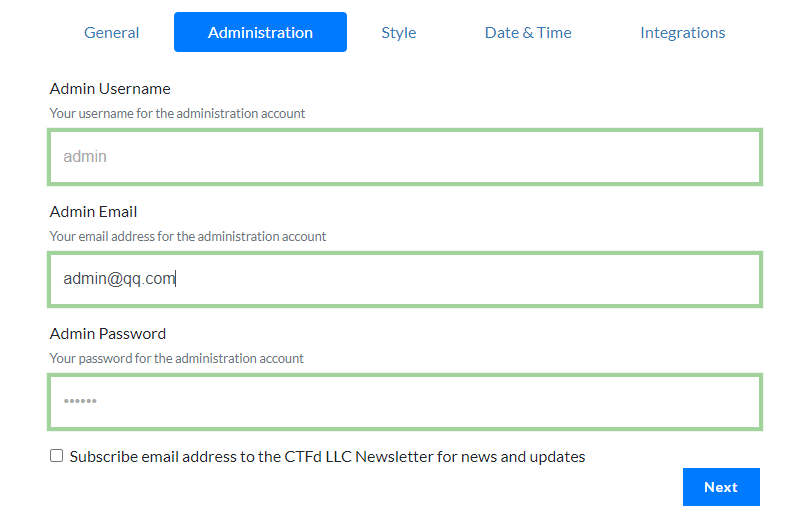 General Administration Style Date & Time Integrations
Admin Username
Your username for the administration account
admin
Admin Email
Your email address for the administration account
admin@qq.com
Admin Password
Your password for the administration account
••••••
Subscribe email address to the CTFd LLC Newsletter for news and updates
Next